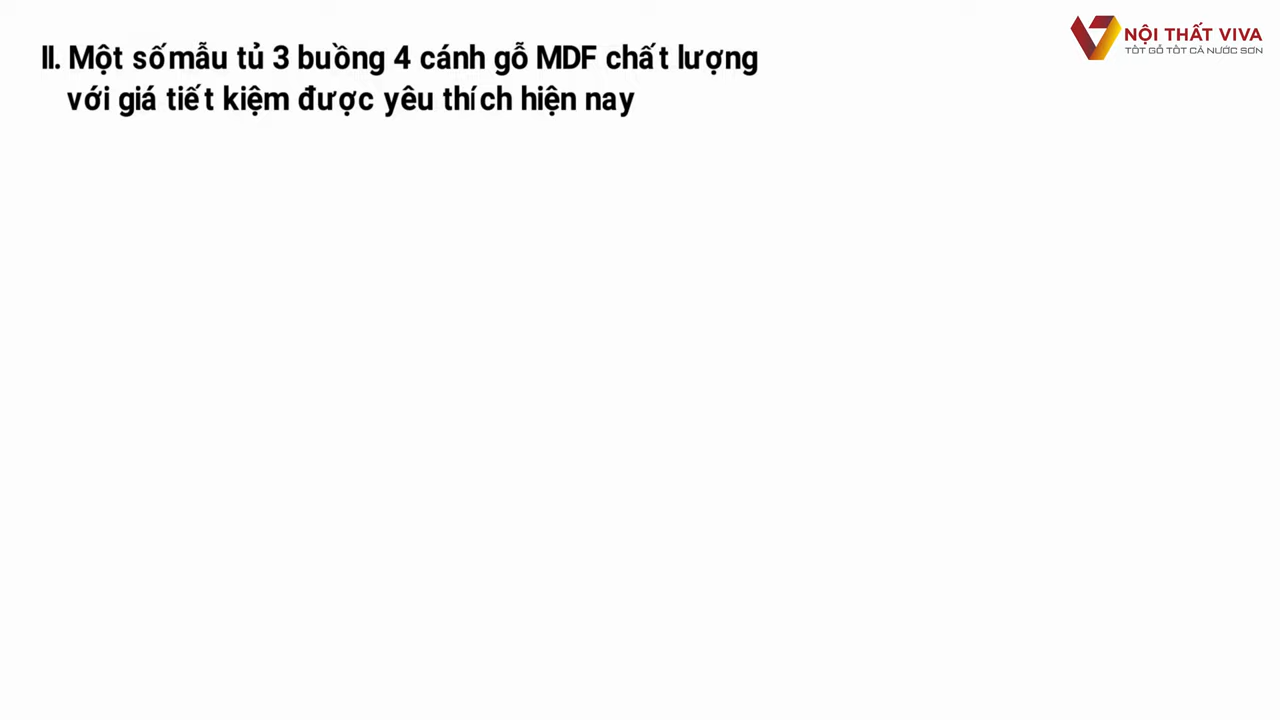 II. Một số mẫu tủ 3 buồng 4 cánh gỗ MDF chất lượng
với giá tiết kiệm được yêu thích hiện nay
NỘI THẤT VIVA
TỐT GỖ TỐT CẢ NƯỚC SƠN